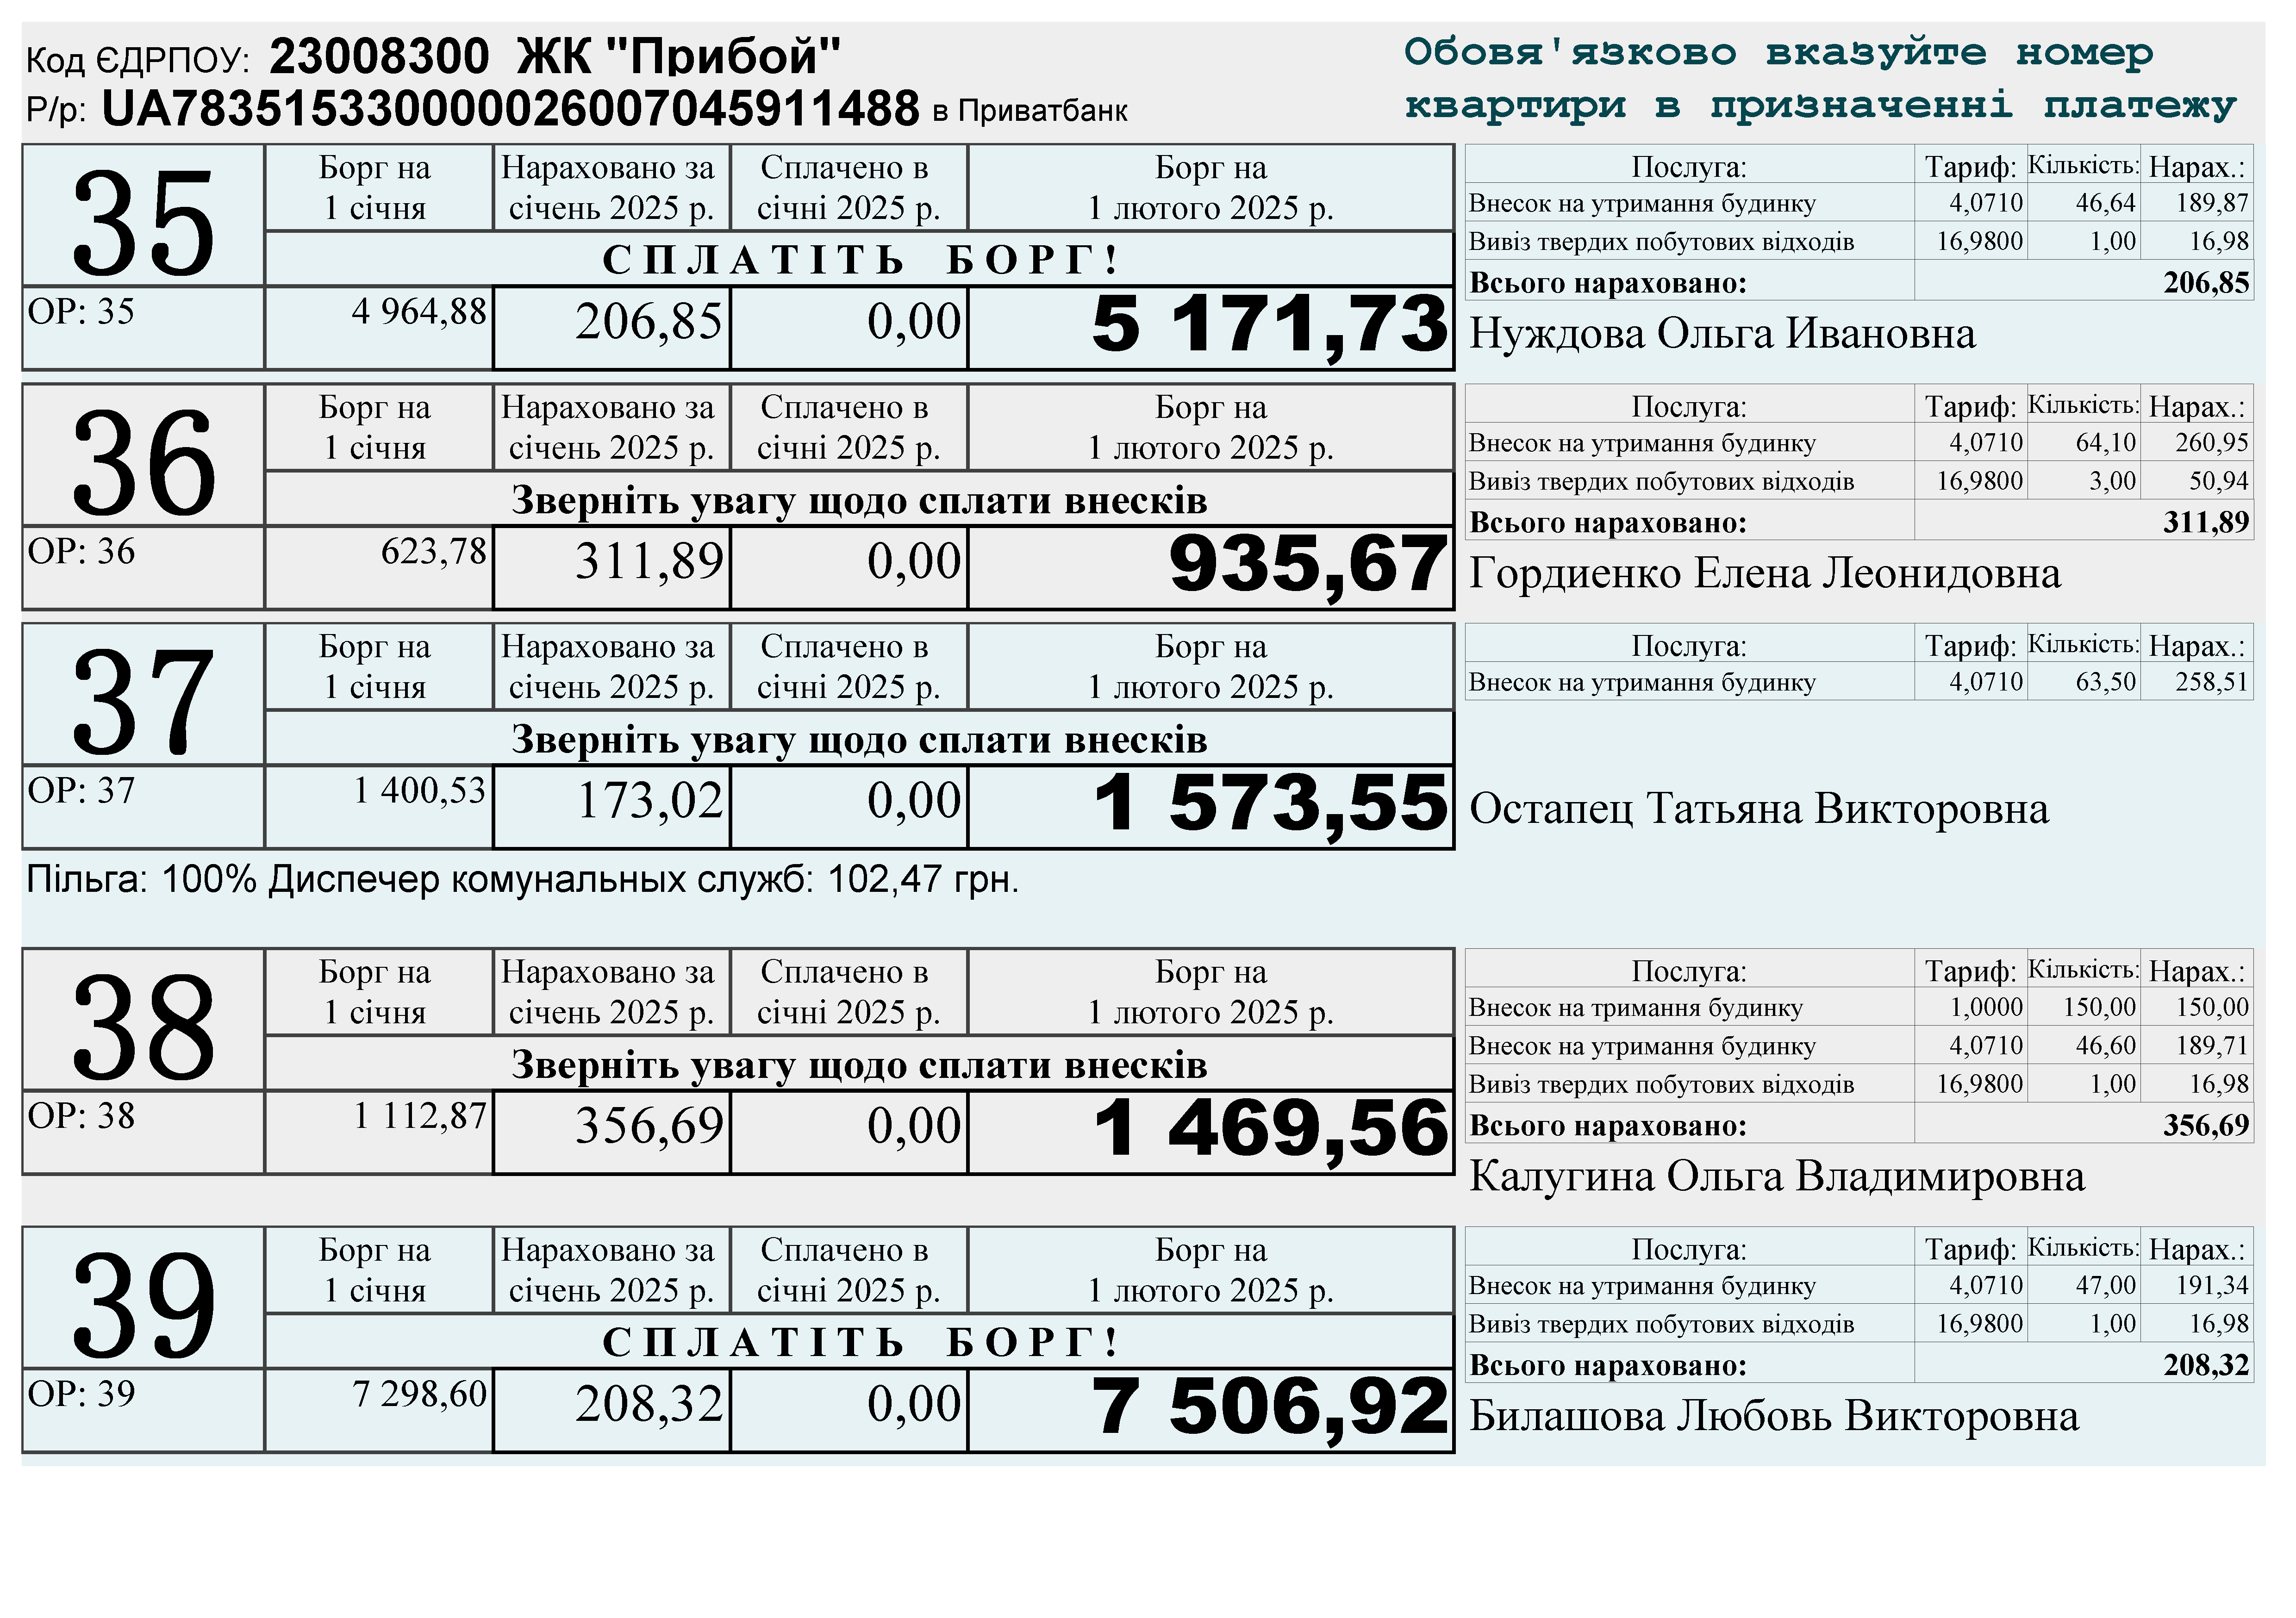 Код ЄДРПОУ: 23008300 ЖК "Прибой"
Р/р: UA783515330000026007045911488 в Приватбанк
Обовя'язково вказуйте номер
квартири в призначенні платежу
35
Борг на
1 січня
Нараховано за
січень 2025 р.
Сплачено в
січні 2025 р.
Борг на
1 лютого 2025 р.
СПЛАТІТЬ БОРГ!
ОР: 35 4 964,88 206,85 0,00 5 171,73
Послуга: Тариф: Кількість: Нарах.:
Внесок на утримання будинку 4,0710 46,64 189,87
Вивіз твердих побутових відходів 16,9800 1,00 16,98
Всього нараховано: 206,85
Нуждова Ольга Ивановна
36
Борг на
1 січня
Нараховано за
січень 2025 р.
Сплачено в
січні 2025 р.
Борг на
1 лютого 2025 р.
Зверніть увагу щодо сплати внесків
ОР: 36 623,78 311,89 0,00 935,67
Послуга: Тариф: Кількість: Нарах.:
Внесок на утримання будинку 4,0710 64,10 260,95
Вивіз твердих побутових відходів 16,9800 3,00 50,94
Всього нараховано: 311,89
Гордиенко Елена Леонидовна
37
Борг на
1 січня
Нараховано за
січень 2025 р.
Сплачено в
січні 2025 р.
Борг на
1 лютого 2025 р.
Зверніть увагу щодо сплати внесків
ОР: 37 1 400,53 173,02 0,00 1 573,55
Послуга: Тариф: Кількість: Нарах.:
Внесок на утримання будинку 4,0710 63,50 258,51
Остапец Татьяна Викторовна
Пільга: 100% Диспечер комунальных служб: 102,47 грн.
38
Борг на
1 січня
Нараховано за
січень 2025 р.
Сплачено в
січні 2025 р.
Борг на
1 лютого 2025 р.
Зверніть увагу щодо сплати внесків
ОР: 38 1 112,87 356,69 0,00 1 469,56
Послуга: Тариф: Кількість: Нарах.:
Внесок на тримання будинку 1,0000 150,00 150,00
Внесок на утримання будинку 4,0710 46,60 189,71
Вивіз твердих побутових відходів 16,9800 1,00 16,98
Всього нараховано: 356,69
Калугина Ольга Владимировна
39
Борг на
1 січня
Нараховано за
січень 2025 р.
Сплачено в
січні 2025 р.
Борг на
1 лютого 2025 р.
СПЛАТІТЬ БОРГ!
ОР: 39 7 298,60 208,32 0,00 7 506,92
Послуга: Тариф: Кількість: Нарах.:
Внесок на утримання будинку 4,0710 47,00 191,34
Вивіз твердих побутових відходів 16,9800 1,00 16,98
Всього нараховано: 208,32
Билашова Любовь Викторовна